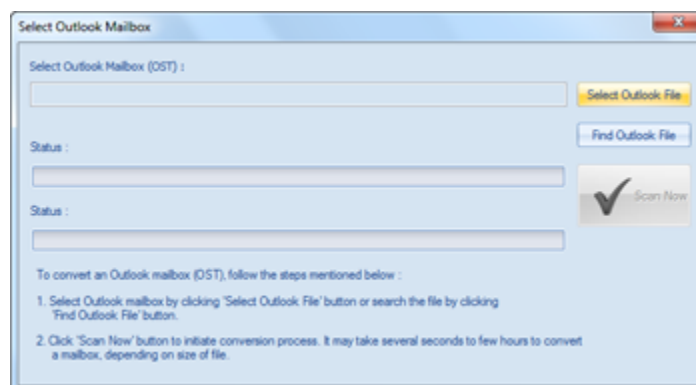 Select Outlook Mailbox
Select Outlook Mailbox (OST) :
Select Outlook File
Find Outlook File
Status :
Scan Now
Status :
To convert an Outlook mailbox (OST), follow the steps mentioned below :
1. Select Outlook mailbox by clicking 'Select Outlook File' button or search the file by clicking
'Find Outlook File' button.
2. Click 'Scan Now' button to initiate conversion process. It may take several seconds to few hours to convert
a mailbox, depending on size of file.